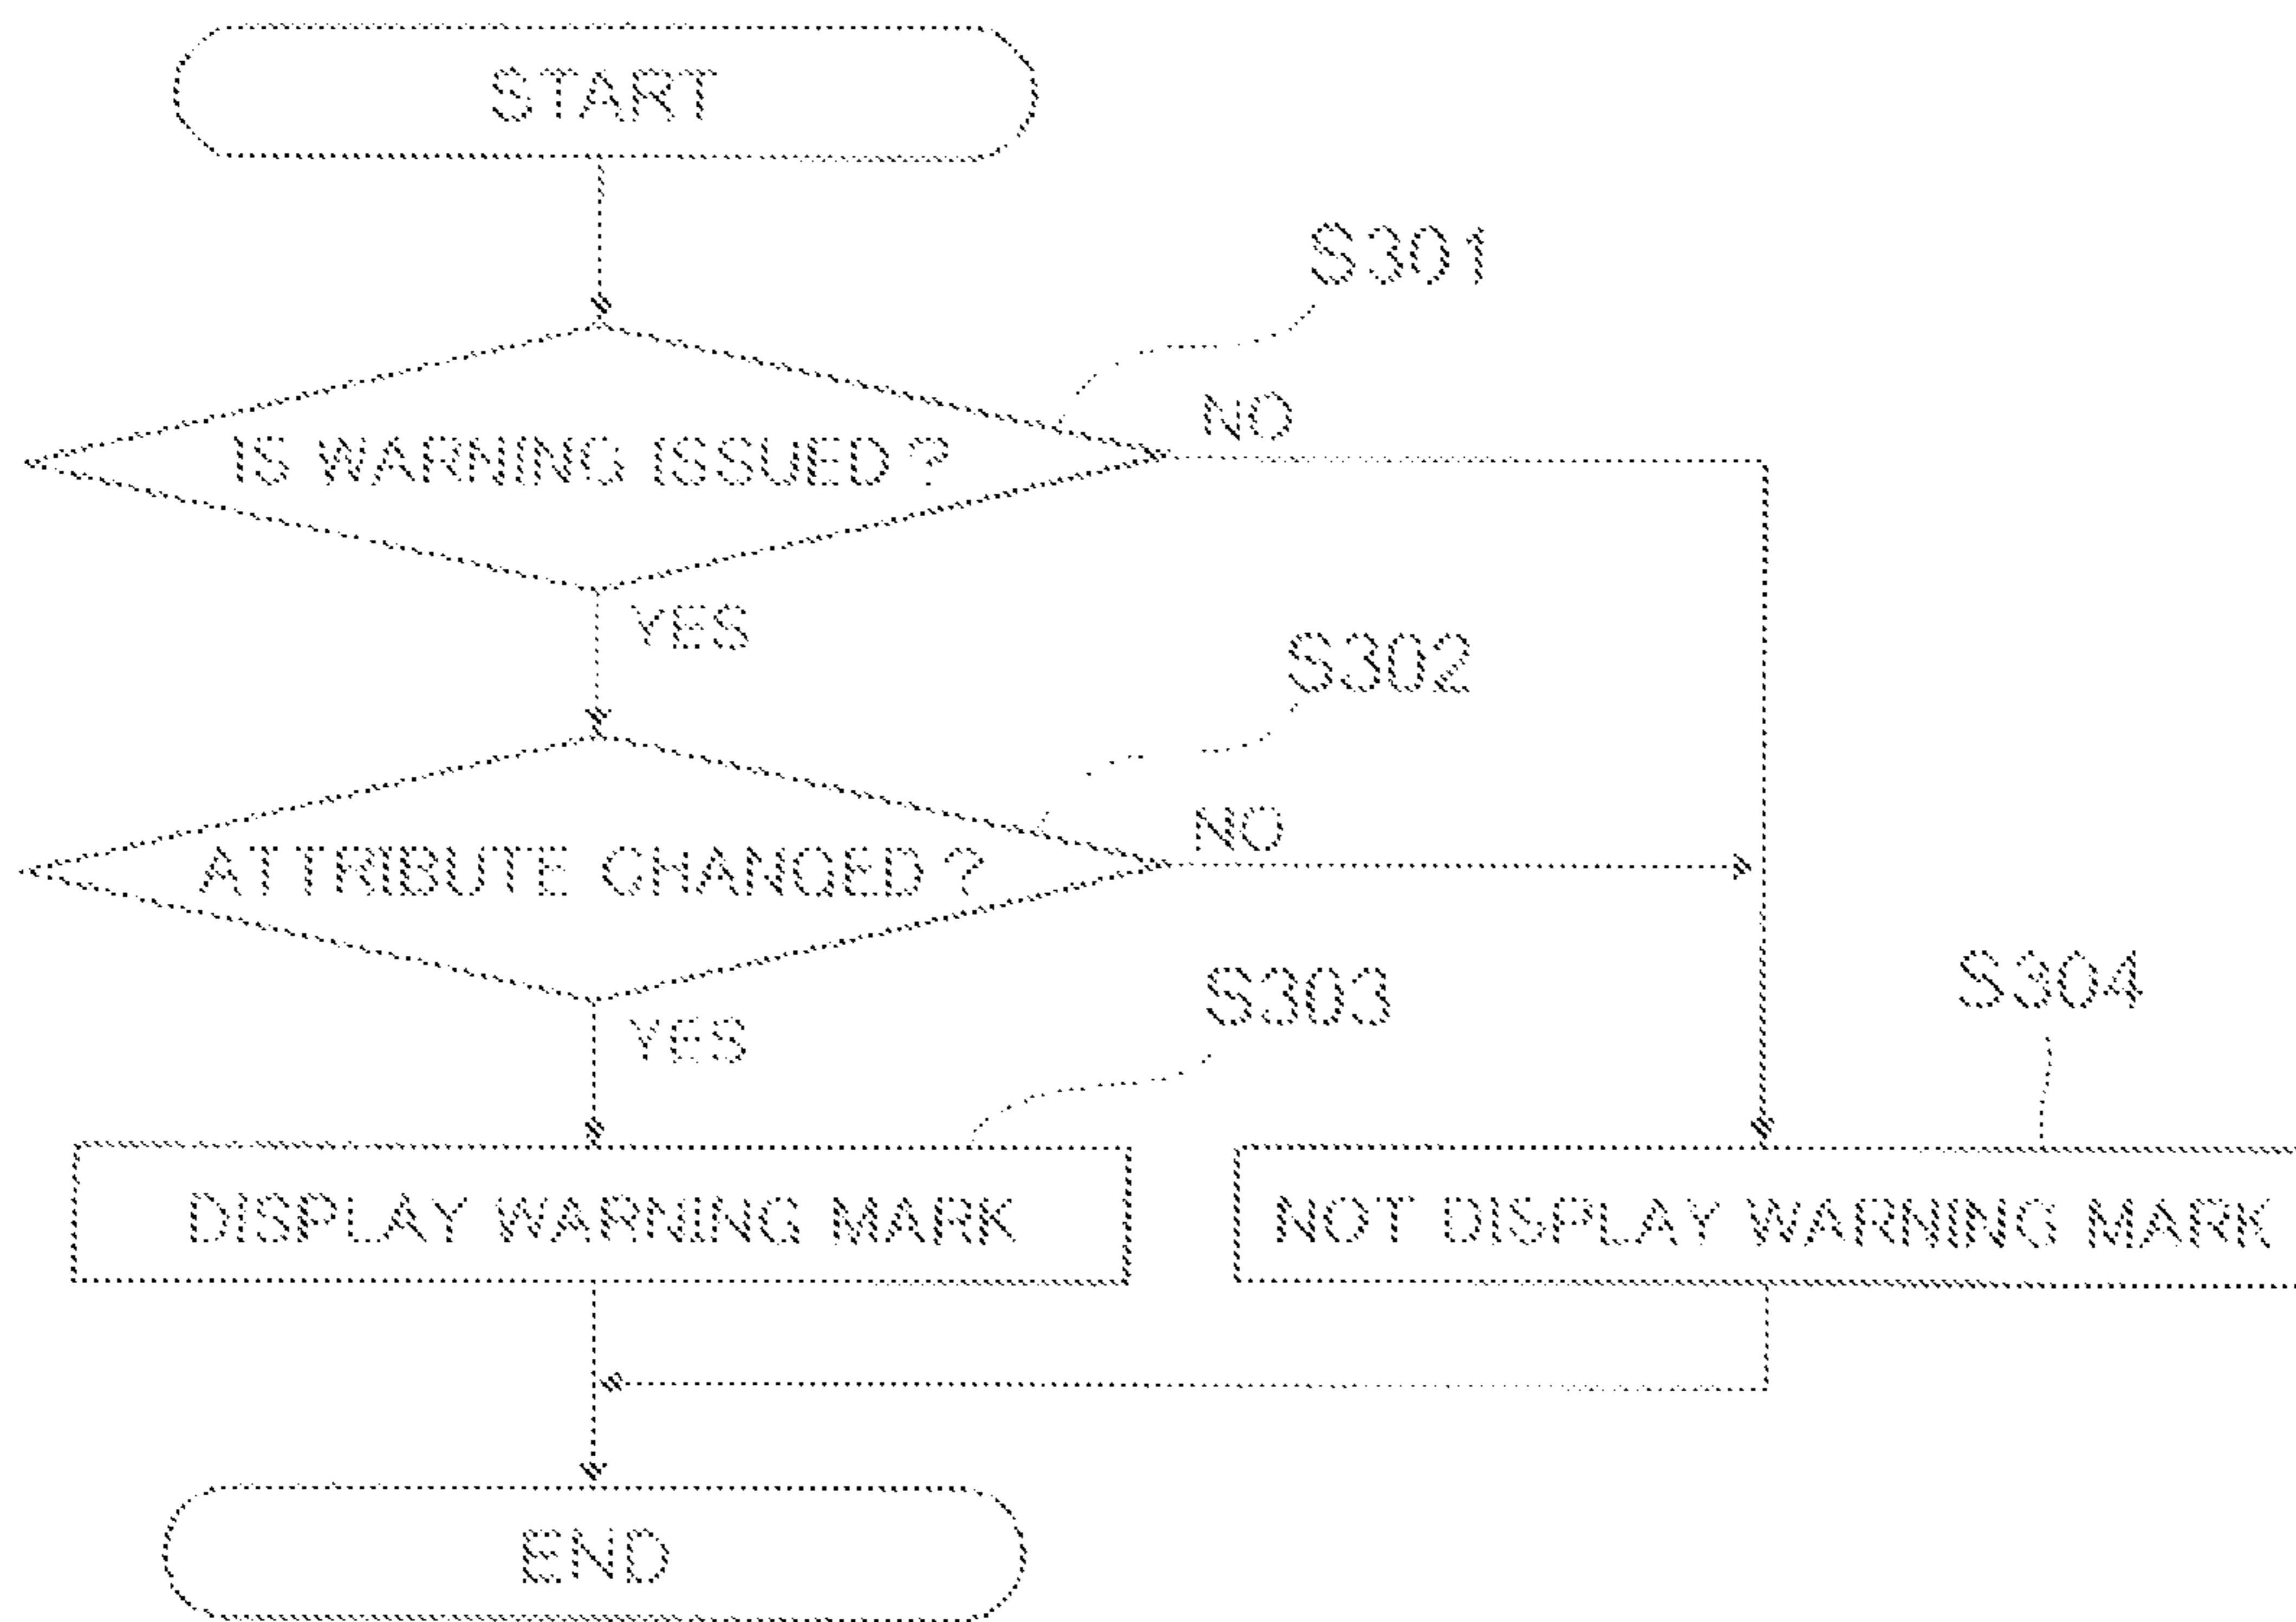 START
S301
NO
IS WARNING ISSUED ?
YES
S302
NO
ATTRIBUTE CHANGED ?
S303
S304
YES
DISPLAY WARNING MARK
NOT DISPLAY WARNING MARK
END